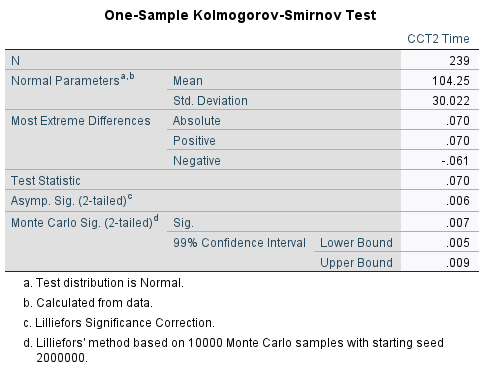 One-Sample Kolmogorov-Smirnov Test
CCT2 Time
N 239
Normal Parametersa,b Mean 104.25
Std. Deviation 30.022
Most Extreme Differences Absolute .070
Positive .070
Negative -.061
Test Statistic .070
Asymp. Sig. (2-tailed)c .006
Monte Carlo Sig. (2-tailed)d Sig. .007
99% Confidence Interval Lower Bound .005
Upper Bound .009
a. Test distribution is Normal.
b. Calculated from data.
c. Lilliefors Significance Correction.
d. Lilliefors' method based on 10000 Monte Carlo samples with starting seed
2000000.